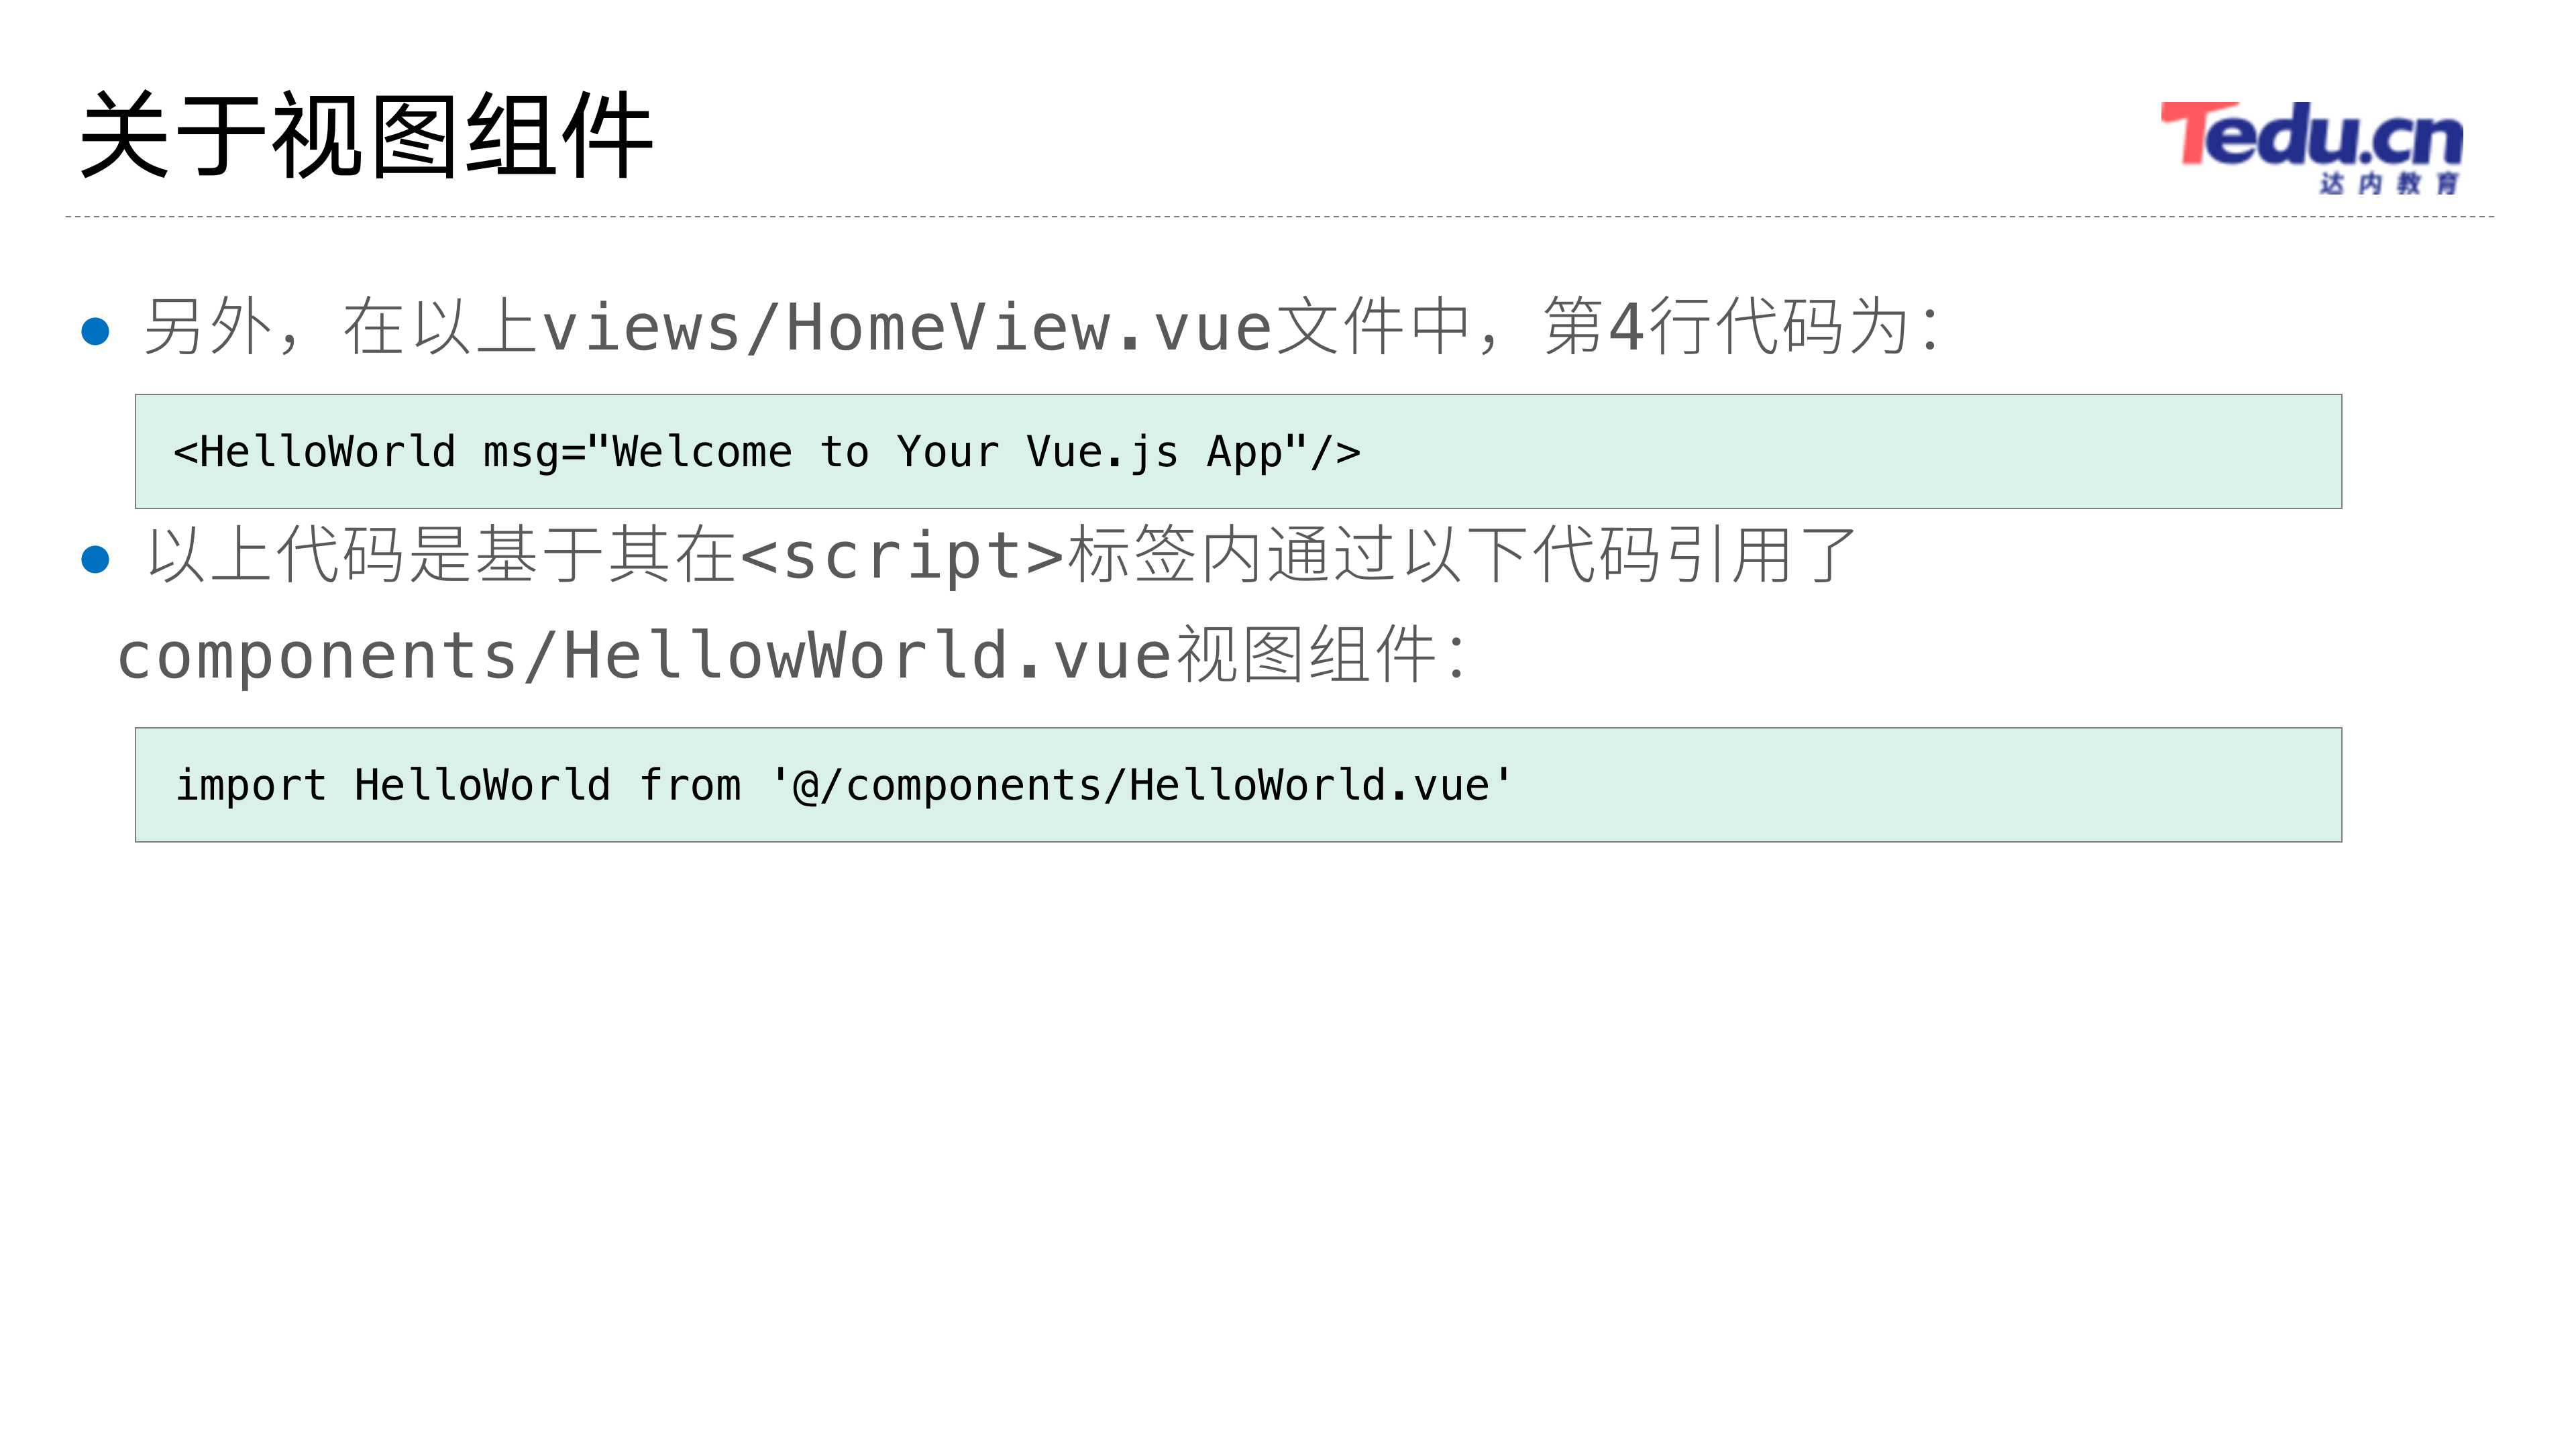 关于视图组件
Tedu.cn
达内教育
另外，在以上views/HomeView.vue文件中，第4行代码为：
<HelloWorld msg="Welcome to Your Vue.js App"/>
以上代码是基于其在<script>标签内通过以下代码引用了
components/HellowWorld.vue视图组件：
import HelloWorld from '@/components/HelloWorld.vue'